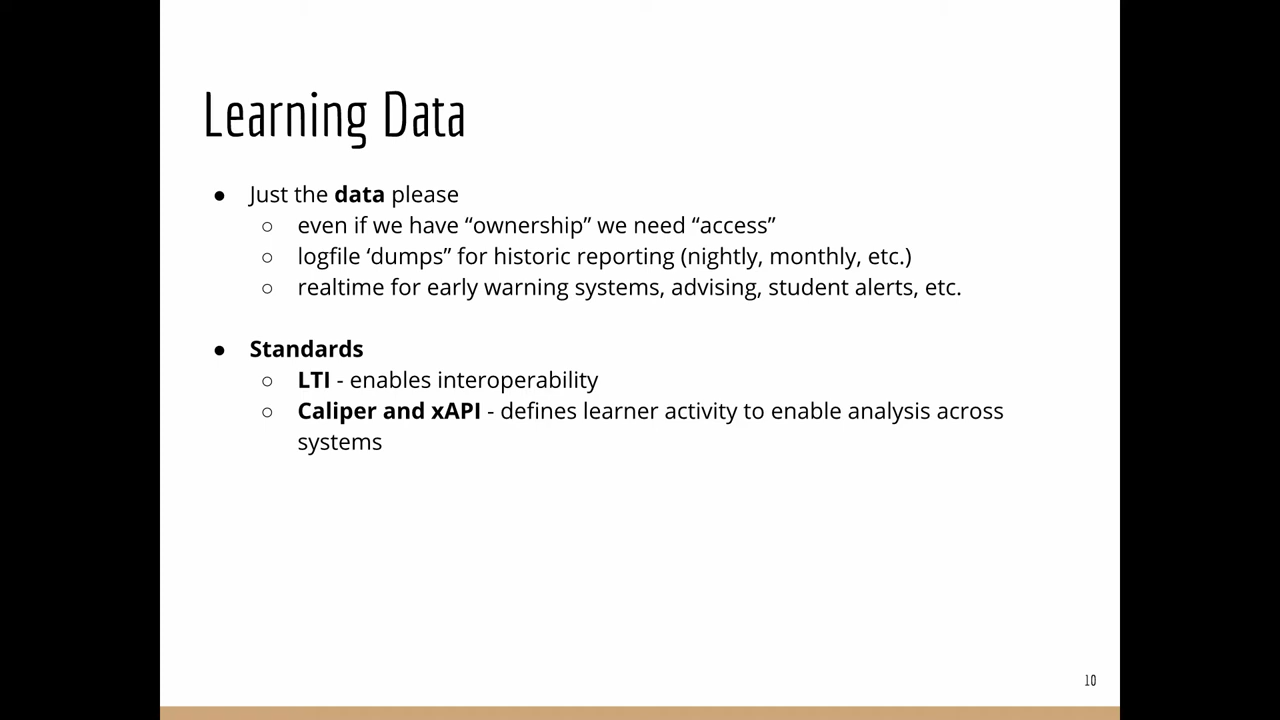 Learning Data
● Just the data please
○ even if we have “ownership” we need “access”
○ logfile ‘dumps” for historic reporting (nightly, monthly, etc.)
○ realtime for early warning systems, advising, student alerts, etc.
● Standards
○ LTI - enables interoperability
○ Caliper and xAPI - defines learner activity to enable analysis across
systems
10